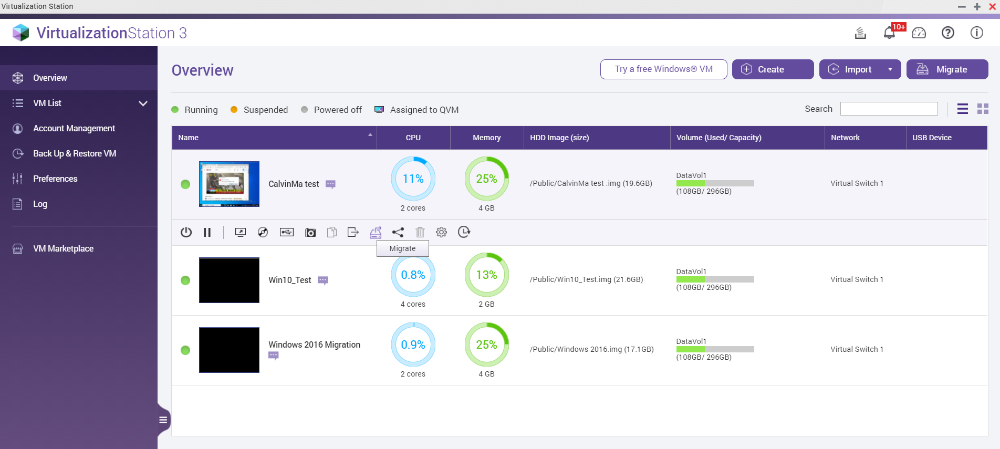 Virtualization Station
VirtualizationStation 3
10+
Overview
VM List
Account Management
Back Up & Restore VM
Preferences
Log
VM Marketplace
Overview
Try a free Windows® VM
Create
Import
Migrate
Running
Suspended
Powered off
Assigned to QVM
Search
Name CPU Memory HDD Image (size) Volume (Used/ Capacity) Network USB Device
CalvinMa test
11%
2 cores
25%
4 GB
/Public/CalvinMa test .img (19.6GB)
DataVol1
(108GB/ 296GB)
Virtual Switch 1
Migrate
Win10_Test
0.8%
4 cores
13%
2 GB
/Public/Win10_Test.img (21.6GB)
DataVol1
(108GB/ 296GB)
Virtual Switch 1
Windows 2016 Migration
0.9%
2 cores
25%
4 GB
/Public/Windows 2016.img (17.1GB)
DataVol1
(108GB/ 296GB)
Virtual Switch 1